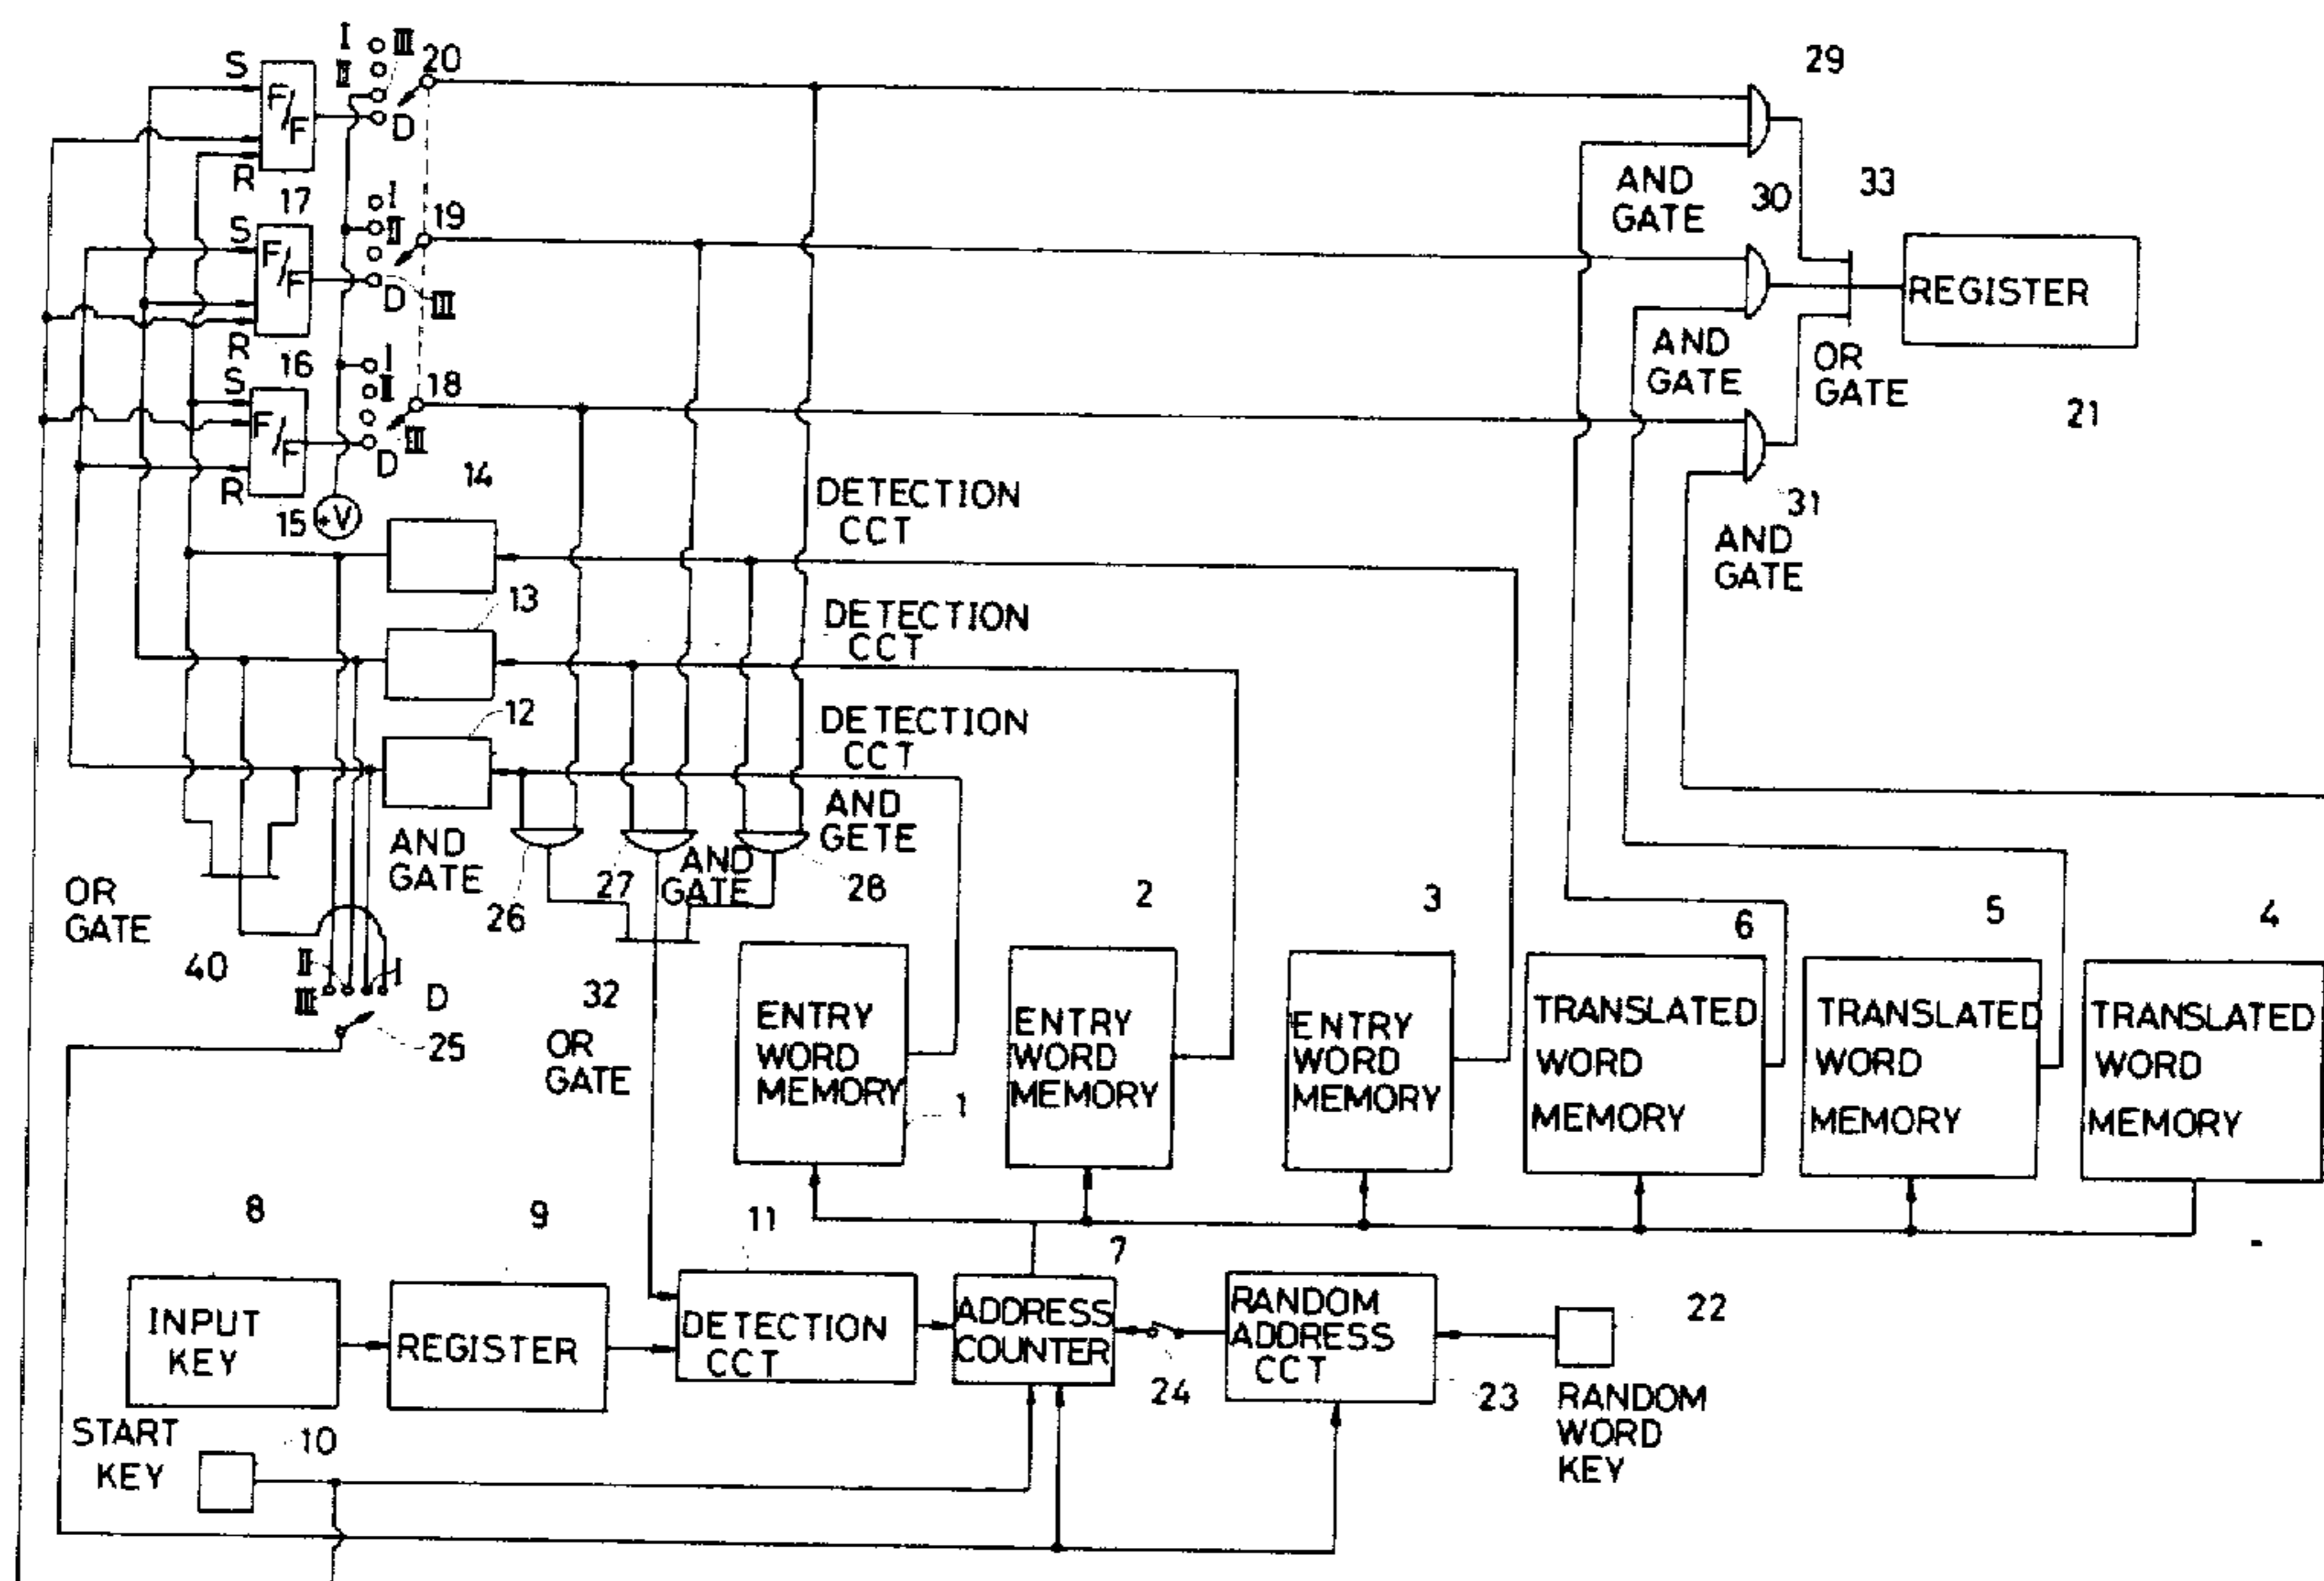 I
III
20
29
S
II
F/F
D
R
17
I
AND
GATE
30
33
S
II
19
F/F
D
III
REGISTER
R
16
I
AND
GATE
OR
GATE
S
II
18
21
F/F
D
III
R
15
+V
14
DETECTION
CCT
31
AND
GATE
13
DETECTION
CCT
12
DETECTION
CCT
AND
GATE
AND
GETE
AND
GATE
OR
GATE
26
27
28
2
3
6
5
4
40
II
I
III
D
25
32
OR
GATE
ENTRY
WORD
MEMORY
1
ENTRY
WORD
MEMORY
ENTRY
WORD
MEMORY
TRANSLATED
WORD
MEMORY
TRANSLATED
WORD
MEMORY
TRANSLATED
WORD
MEMORY
8
9
11
7
INPUT
KEY
REGISTER
DETECTION
CCT
ADDRESS
COUNTER
RANDOM
ADDRESS
CCT
22
24
23
RANDOM
WORD
KEY
START
KEY
10